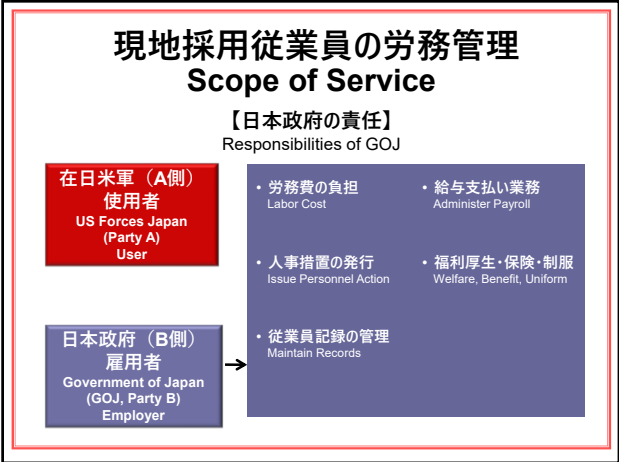 現地採用従業員の労務管理
Scope of Service
【日本政府の責任】
Responsibilities of GOJ
在日米軍（A側）
使用者
US Forces Japan
(Party A)
User
日本政府（B側）
雇用者
Government of Japan
(GOJ, Party B)
Employer
• 労務費の負担
Labor Cost
• 給与支払い業務
Administer Payroll
• 人事措置の発行
Issue Personnel Action
• 福利厚生・保険・制服
Welfare, Benefit, Uniform
• 従業員記録の管理
Maintain Records